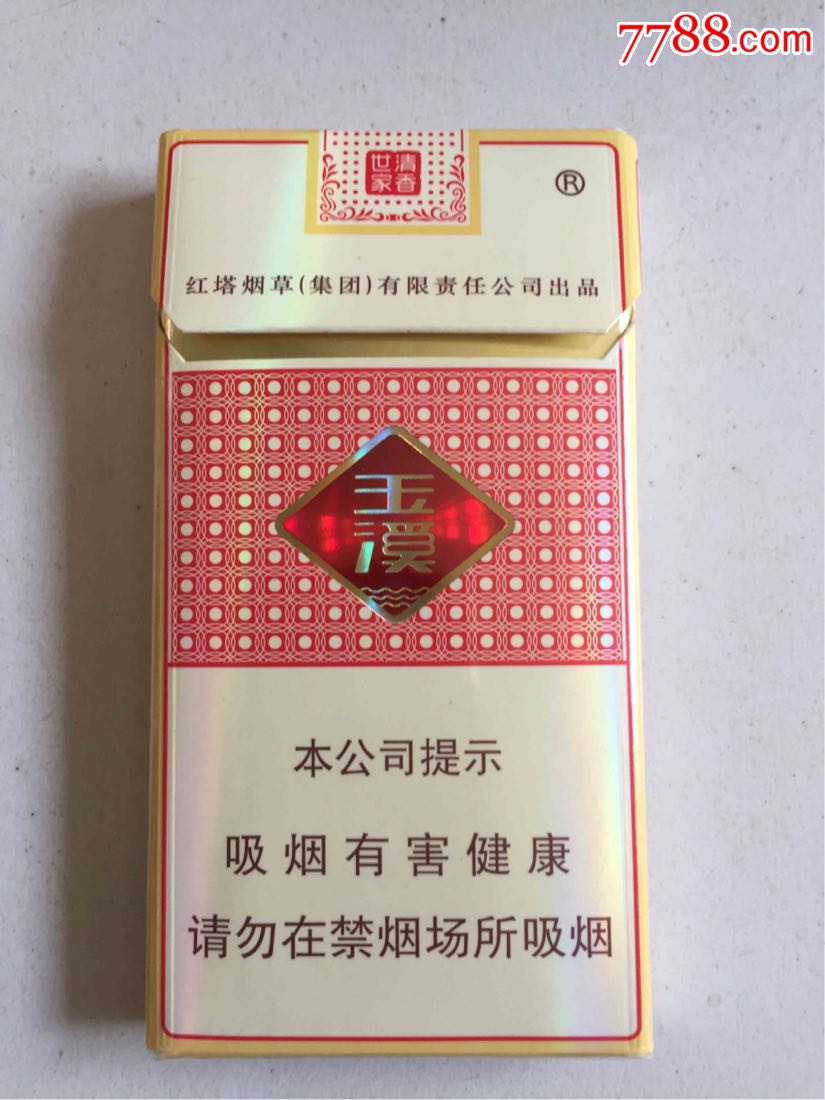 7788.com
清香
世家
®
红塔烟草(集团)有限责任公司出品
玉溪
本公司提示
吸烟有害健康
请勿在禁烟场所吸烟